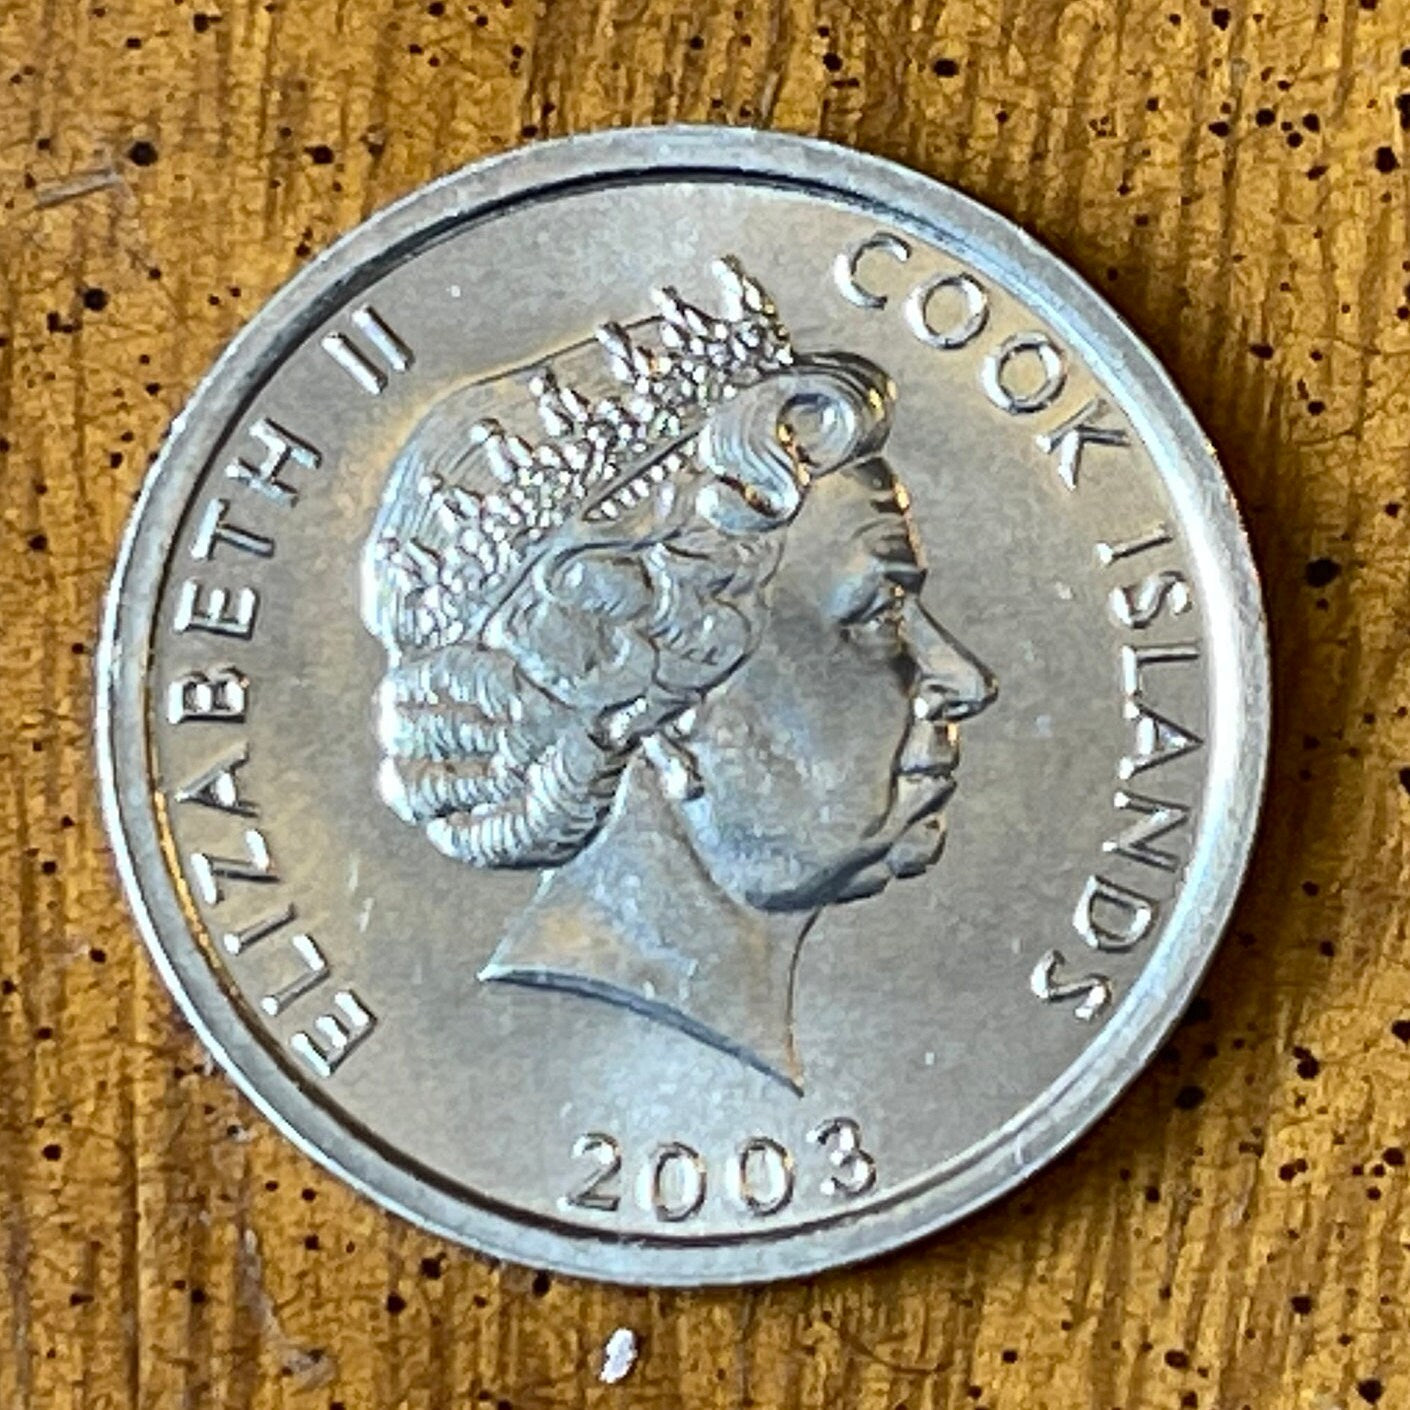 ELIZABETH II
COOK ISLANDS
2003